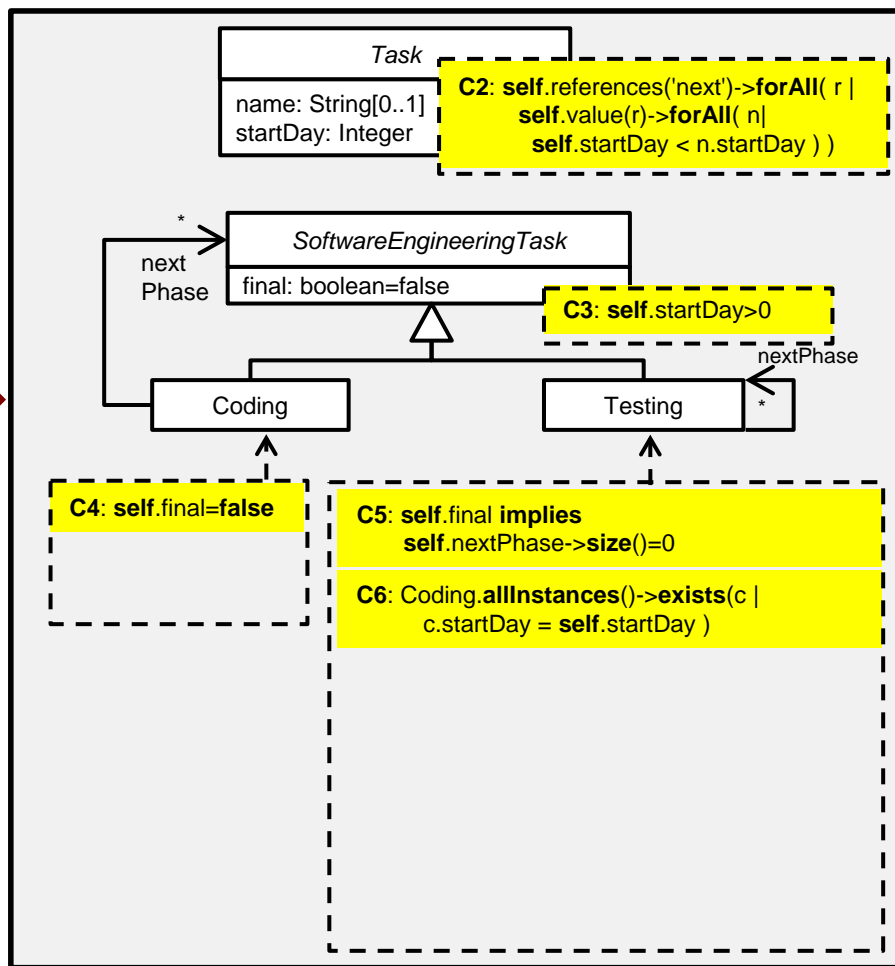 Task
name: String[0..1]
startDay: Integer
C2: self.references('next')->forAll( r |
self.value(r)->forAll( n|
self.startDay < n.startDay ) )
*
next
Phase
SoftwareEngineeringTask
final: boolean=false
C3: self.startDay>0
nextPhase
*
Coding
Testing
C4: self.final=false
C5: self.final implies
self.nextPhase->size()=0
C6: Coding.allInstances()->exists(c |
c.startDay = self.startDay )